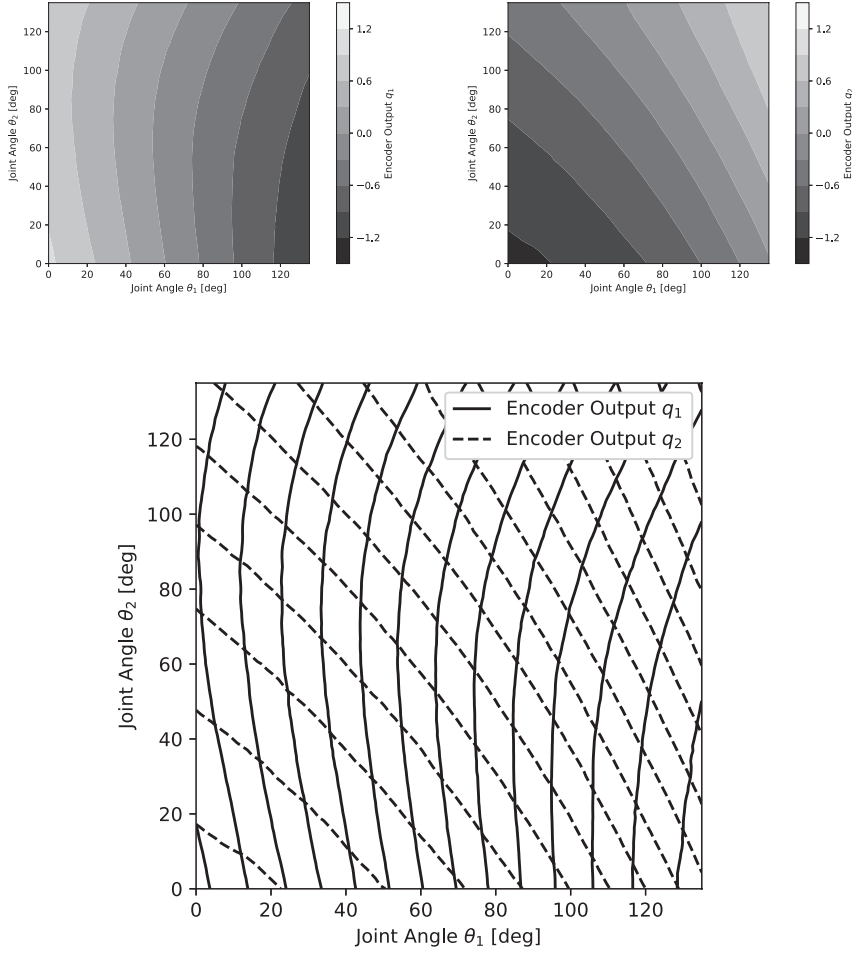 120
100
80
60
40
20
0
0 20 40 60 80 100 120
Joint Angle θ₂ [deg]
Joint Angle θ₁ [deg]
1.2
0.6
0.0
−0.6
−1.2
Encoder Output q₁
120
100
80
60
40
20
0
0 20 40 60 80 100 120
Joint Angle θ₂ [deg]
Joint Angle θ₁ [deg]
1.2
0.6
0.0
−0.6
−1.2
Encoder Output q₂
Encoder Output q₁
Encoder Output q₂
120
100
80
60
40
20
0
0 20 40 60 80 100 120
Joint Angle θ₂ [deg]
Joint Angle θ₁ [deg]